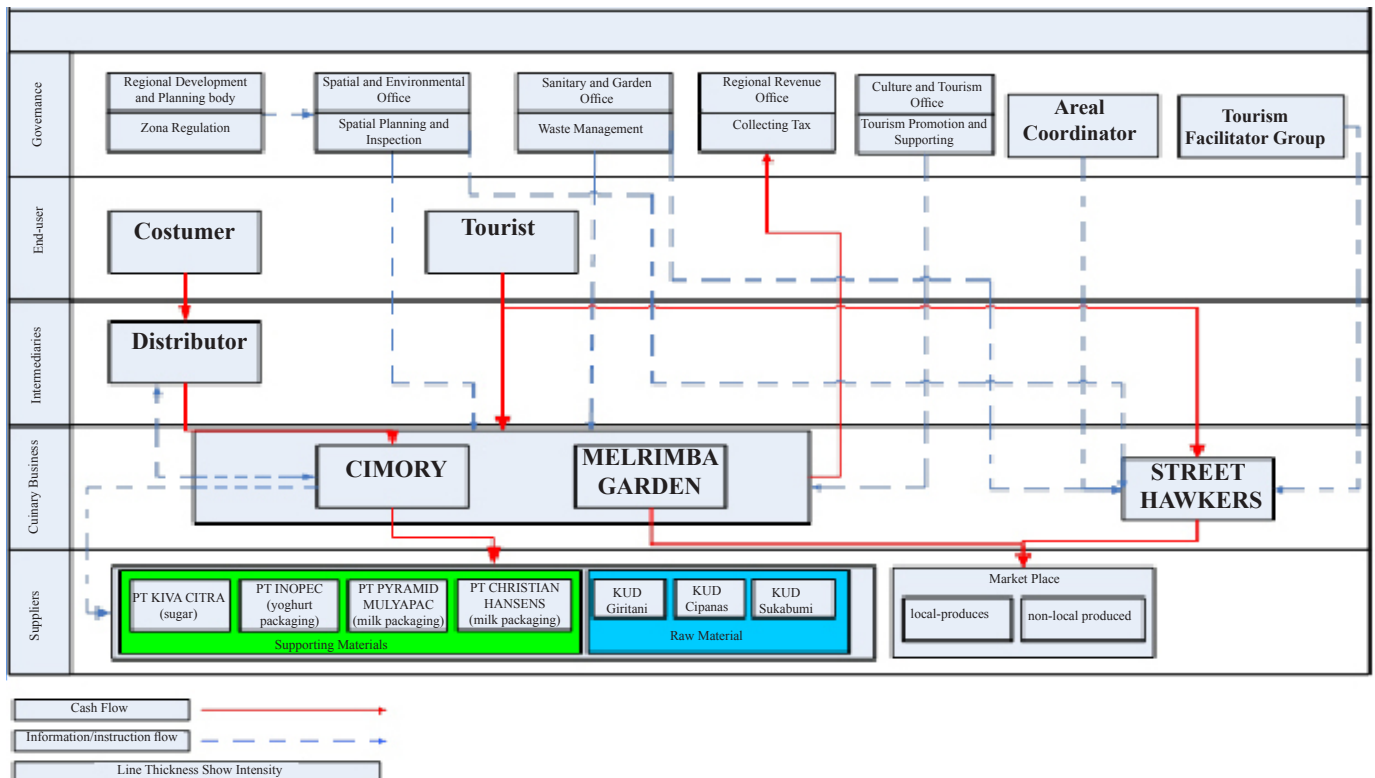 Governance
Regional Development
and Planning body
Zona Regulation
Spatial and Environmental
Office
Spatial Planning and
Inspection
Sanitary and Garden
Office
Waste Management
Regional Revenue
Office
Collecting Tax
Culture and Tourism
Office
Tourism Promotion and
Supporting
Areal
Coordinator
Tourism
Facilitator Group
End-user
Costumer
Tourist
Intermediaries
Distributor
Cuinary Business
CIMORY
MELRIMBA
GARDEN
STREET
HAWKERS
Suppliers
PT KIVA CITRA
(sugar)
PT INOPEC
(yoghurt
packaging)
PT PYRAMID
MULYAPAC
(milk packaging)
PT CHRISTIAN
HANSENS
(milk packaging)
Supporting Materials
KUD
Giritani
KUD
Cipanas
KUD
Sukabumi
Raw Material
Market Place
local-produces
non-local produced
Cash Flow
Information/instruction flow
Line Thickness Show Intensity